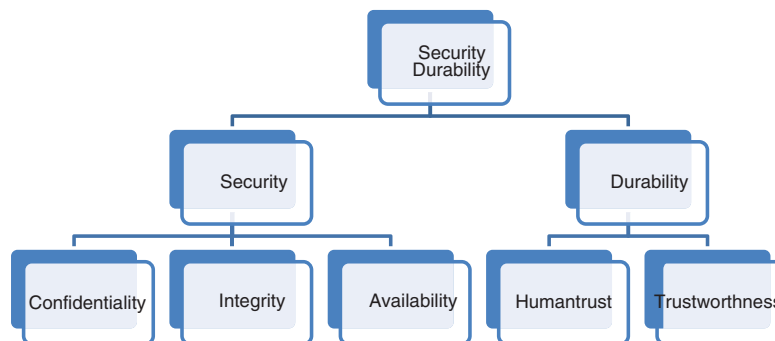 Security
Durability
Security
Durability
Confidentiality
Integrity
Availability
Humantrust
Trustworthness